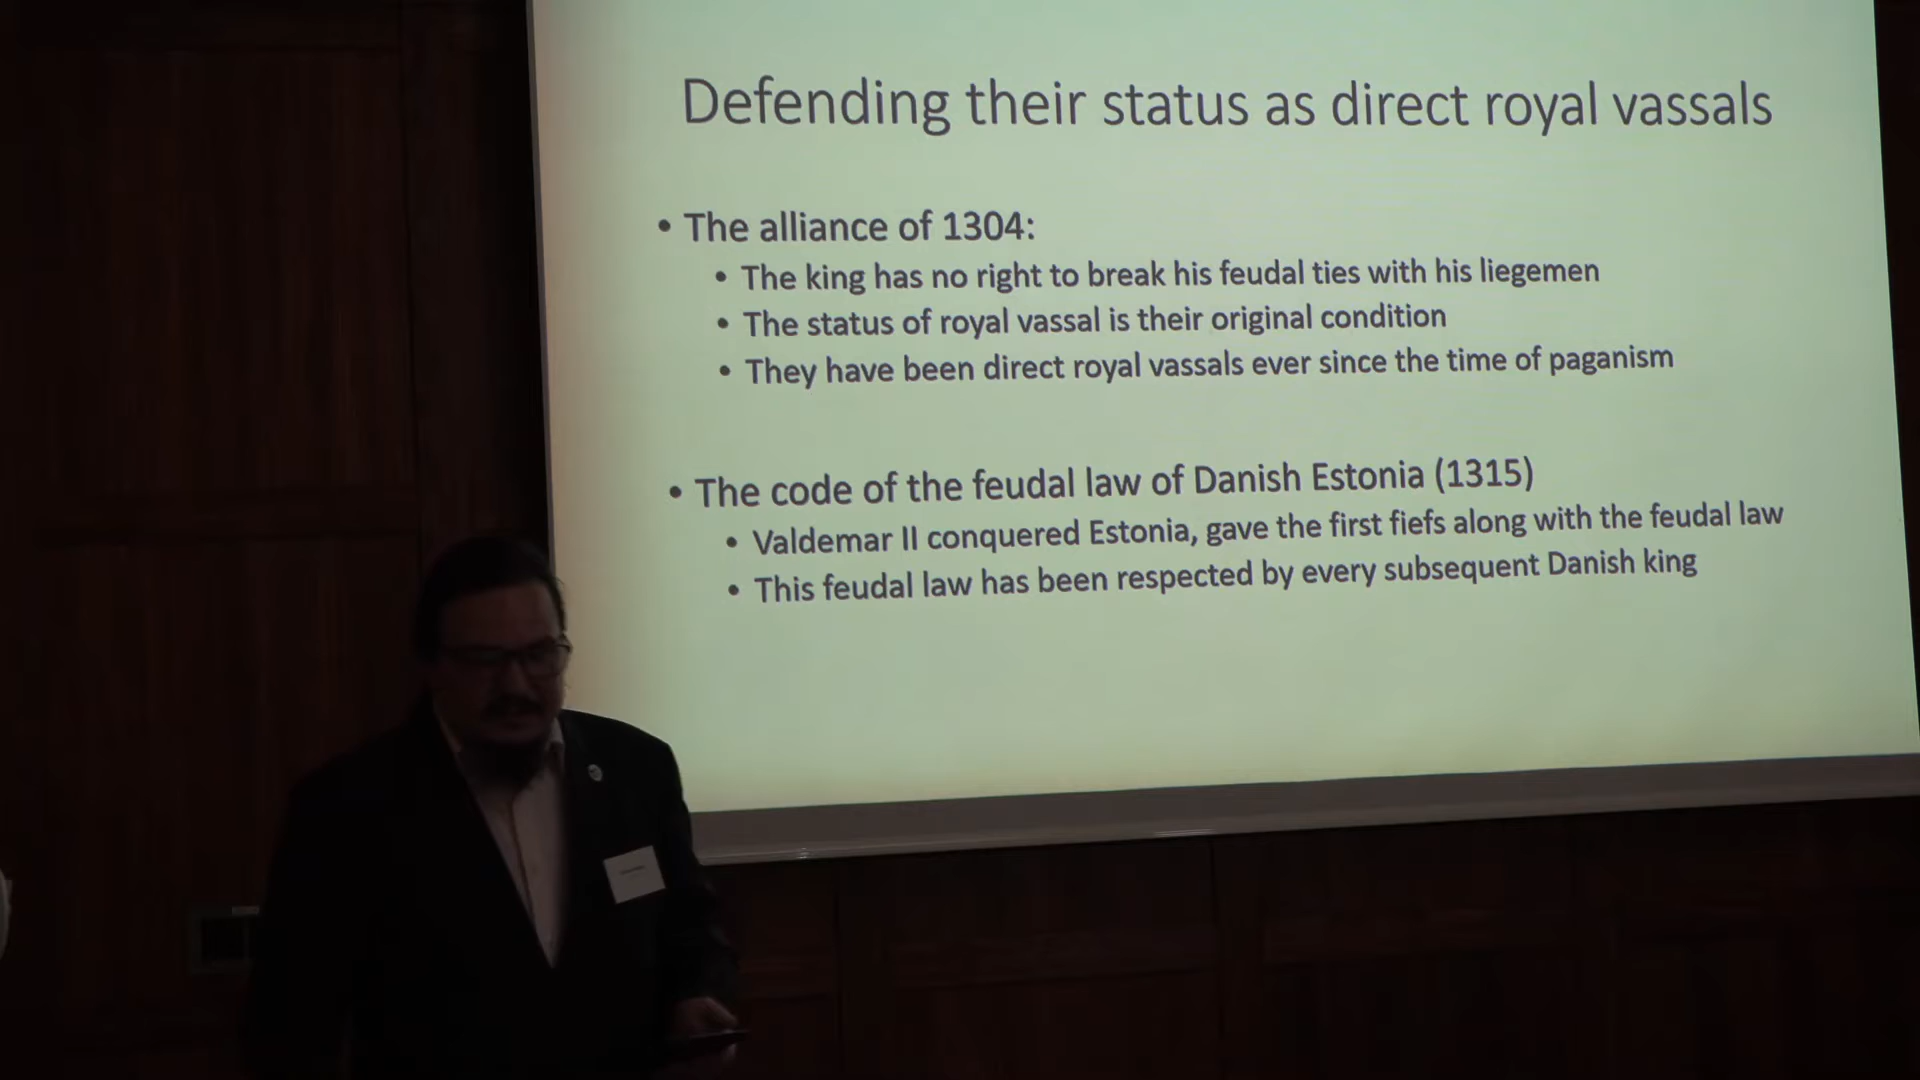 Defending their status as direct royal vassals
• The alliance of 1304:
• The king has no right to break his feudal ties with his liegemen
• The status of royal vassal is their original condition
• They have been direct royal vassals ever since the time of paganism
• The code of the feudal law of Danish Estonia (1315)
• Valdemar II conquered Estonia, gave the first fiefs along with the feudal law
• This feudal law has been respected by every subsequent Danish king